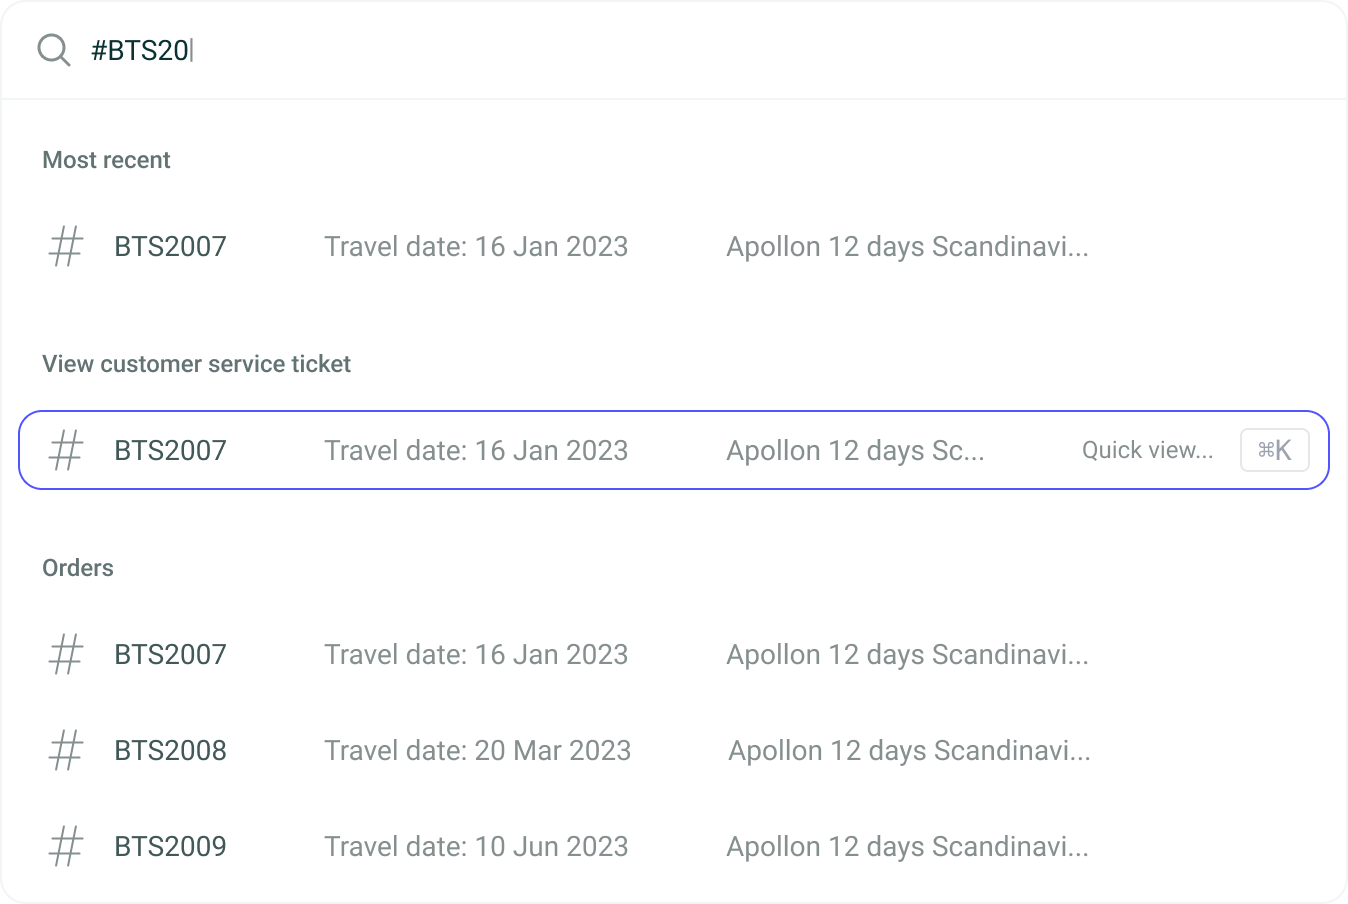 #BTS20
Most recent
# BTS2007 Travel date: 16 Jan 2023 Apollon 12 days Scandinavi...
View customer service ticket
# BTS2007 Travel date: 16 Jan 2023 Apollon 12 days Sc... Quick view... ⌘K
Orders
# BTS2007 Travel date: 16 Jan 2023 Apollon 12 days Scandinavi...
# BTS2008 Travel date: 20 Mar 2023 Apollon 12 days Scandinavi...
# BTS2009 Travel date: 10 Jun 2023 Apollon 12 days Scandinavi...